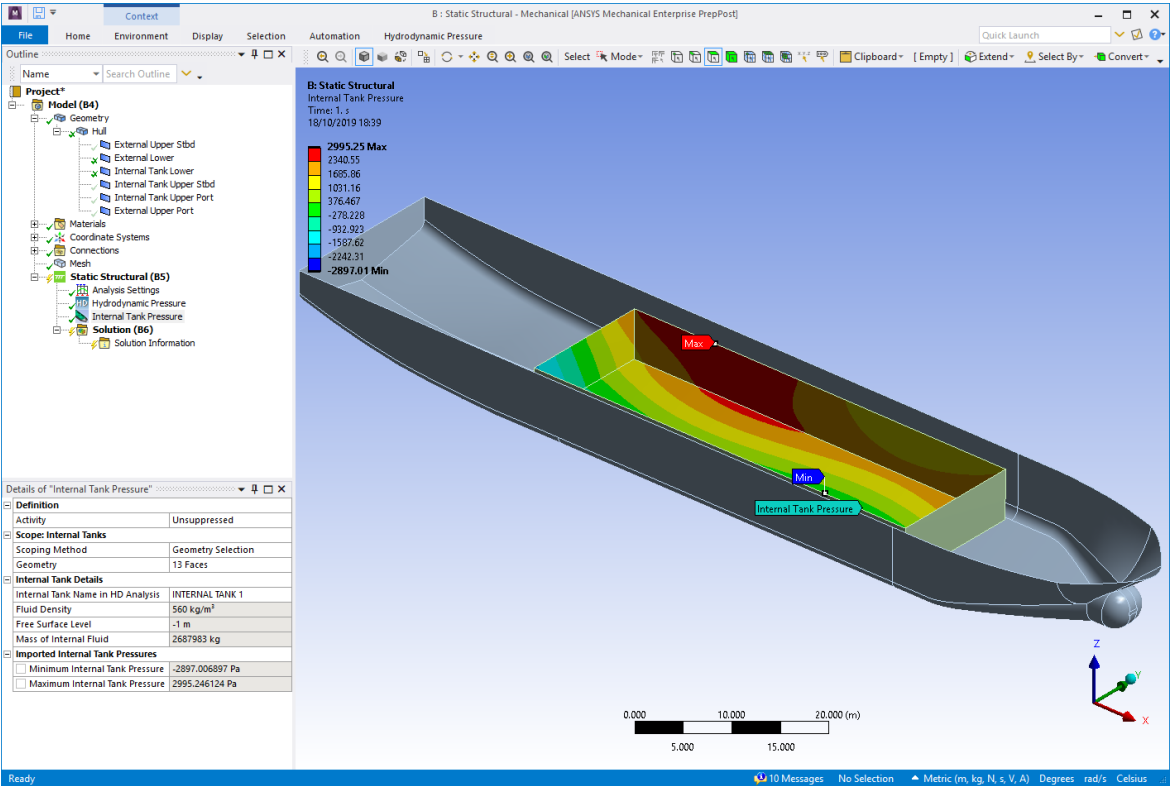 M
Context
B : Static Structural - Mechanical [ANSYS Mechanical Enterprise PrepPost]
File Home Environment Display Selection Automation Hydrodynamic Pressure
Quick Launch
Outline
Name Search Outline
Select Mode Clipboard [ Empty ] Extend Select By Convert
Project*
Model (B4)
Geometry
Hull
External Upper Stbd
External Lower
Internal Tank Lower
Internal Tank Upper Stbd
Internal Tank Upper Port
External Upper Port
Materials
Coordinate Systems
Connections
Mesh
Static Structural (B5)
Analysis Settings
HD Hydrodynamic Pressure
Internal Tank Pressure
Solution (B6)
Solution Information
B: Static Structural
Internal Tank Pressure
Time: 1. s
18/10/2019 18:39
2995.25 Max
2340.55
1685.86
1031.16
376.467
-278.228
-932.923
-1587.62
-2242.31
-2897.01 Min
Max
Min
Internal Tank Pressure
Details of "Internal Tank Pressure"
Definition
Activity Unsuppressed
Scope: Internal Tanks
Scoping Method Geometry Selection
Geometry 13 Faces
Internal Tank Details
Internal Tank Name in HD Analysis INTERNAL TANK 1
Fluid Density 560 kg/m³
Free Surface Level -1 m
Mass of Internal Fluid 2687983 kg
Imported Internal Tank Pressures
Minimum Internal Tank Pressure -2897.006897 Pa
Maximum Internal Tank Pressure 2995.246124 Pa
Z
Y
X
0.000 10.000 20.000 (m)
5.000 15.000
Ready 10 Messages No Selection Metric (m, kg, N, s, V, A) Degrees rad/s Celsius